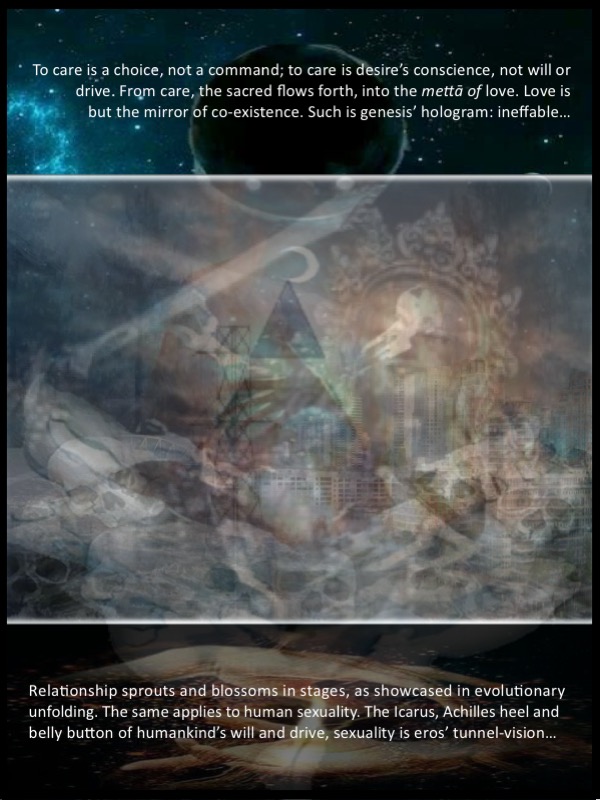 To care is a choice, not a command; to care is desire’s conscience, not will or
drive. From care, the sacred flows forth, into the mettā of love. Love is
but the mirror of co-existence. Such is genesis’ hologram: ineffable…
Relationship sprouts and blossoms in stages, as showcased in evolutionary
unfolding. The same applies to human sexuality. The Icarus, Achilles heel and
belly button of humankind’s will and drive, sexuality is eros’ tunnel-vision…